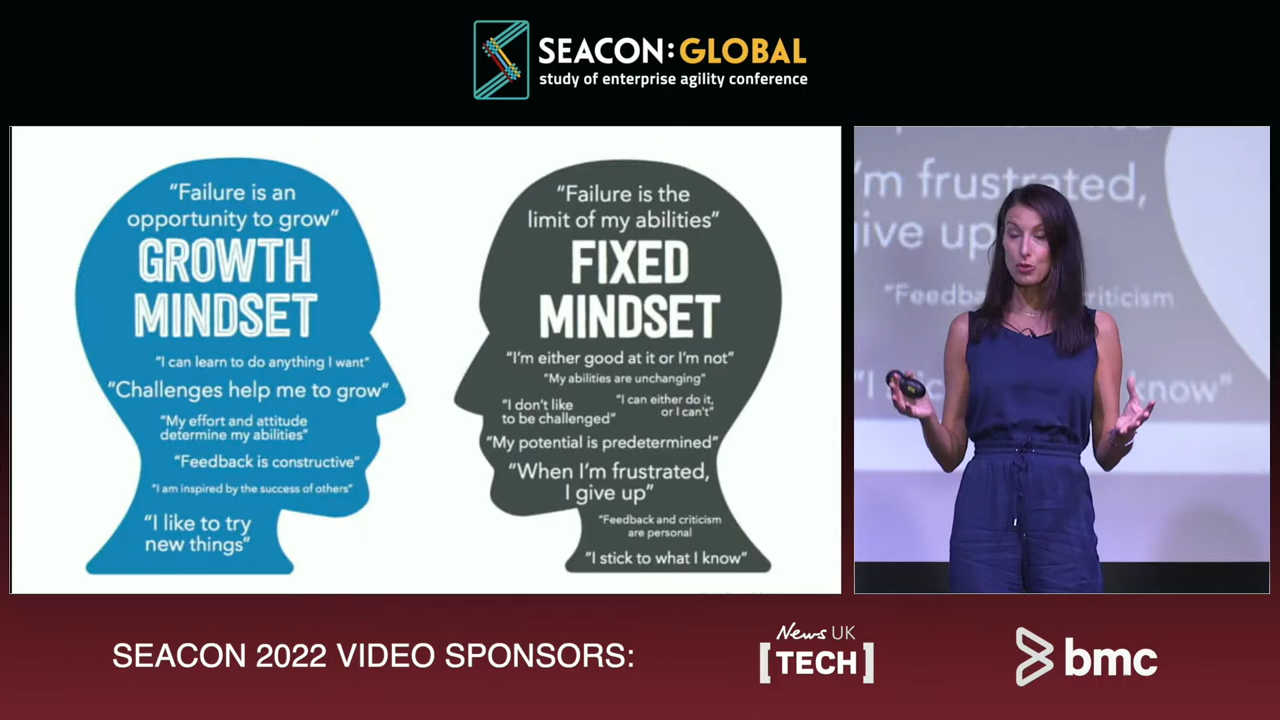 SEACON: GLOBAL
study of enterprise agility conference
“Failure is an
opportunity to grow”
GROWTH
MINDSET
“I can learn to do anything I want”
“Challenges help me to grow”
“My effort and attitude
determine my abilities”
“Feedback is constructive”
“I am inspired by the success of others”
“I like to try
new things”
“Failure is the
limit of my abilities”
FIXED
MINDSET
“I’m either good at it or I’m not”
“My abilities are unchanging”
“I don’t like
to be challenged”
“I can either do it,
or I can’t”
“My potential is predetermined”
“When I’m frustrated,
I give up”
“Feedback and criticism
are personal
“I stick to what I know”
’m frustrated,
give up
“Feedba riticism
“I stic know”
SEACON 2022 VIDEO SPONSORS:
News UK
[TECH]
bmc